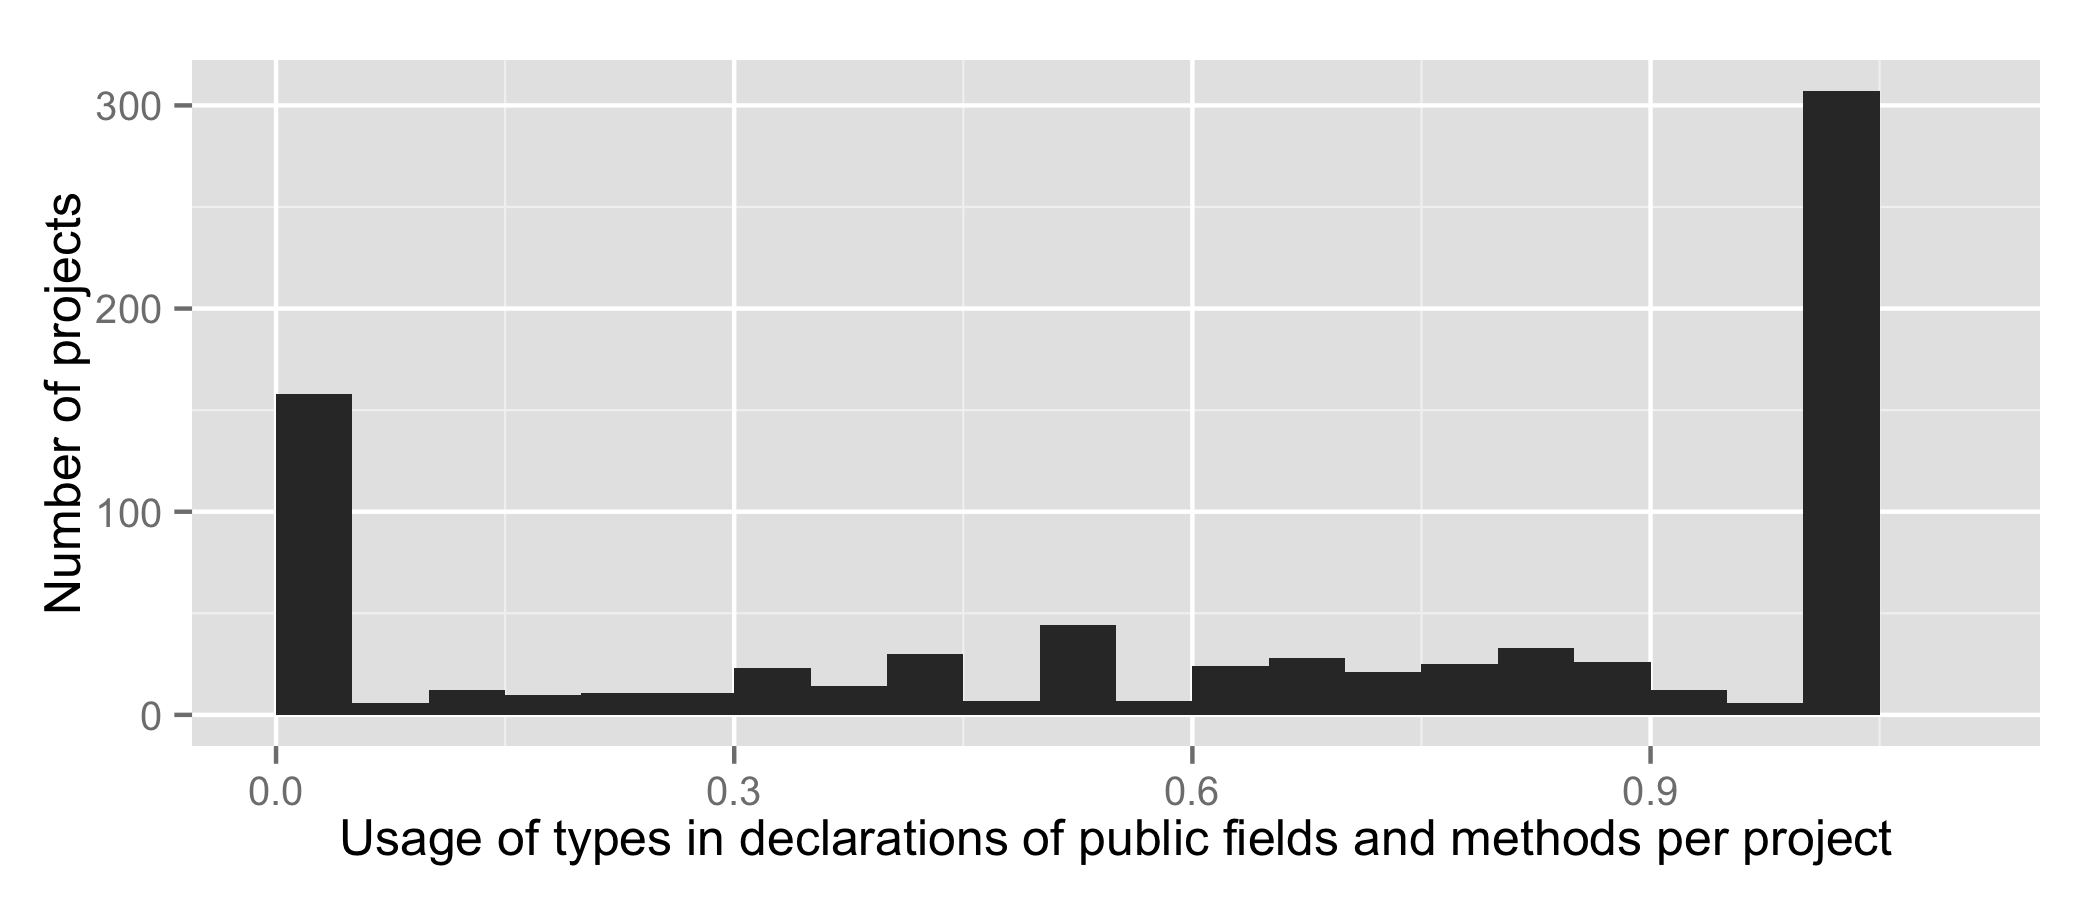 Number of projects
300
200
100
0
0.0 0.3 0.6 0.9
Usage of types in declarations of public fields and methods per project